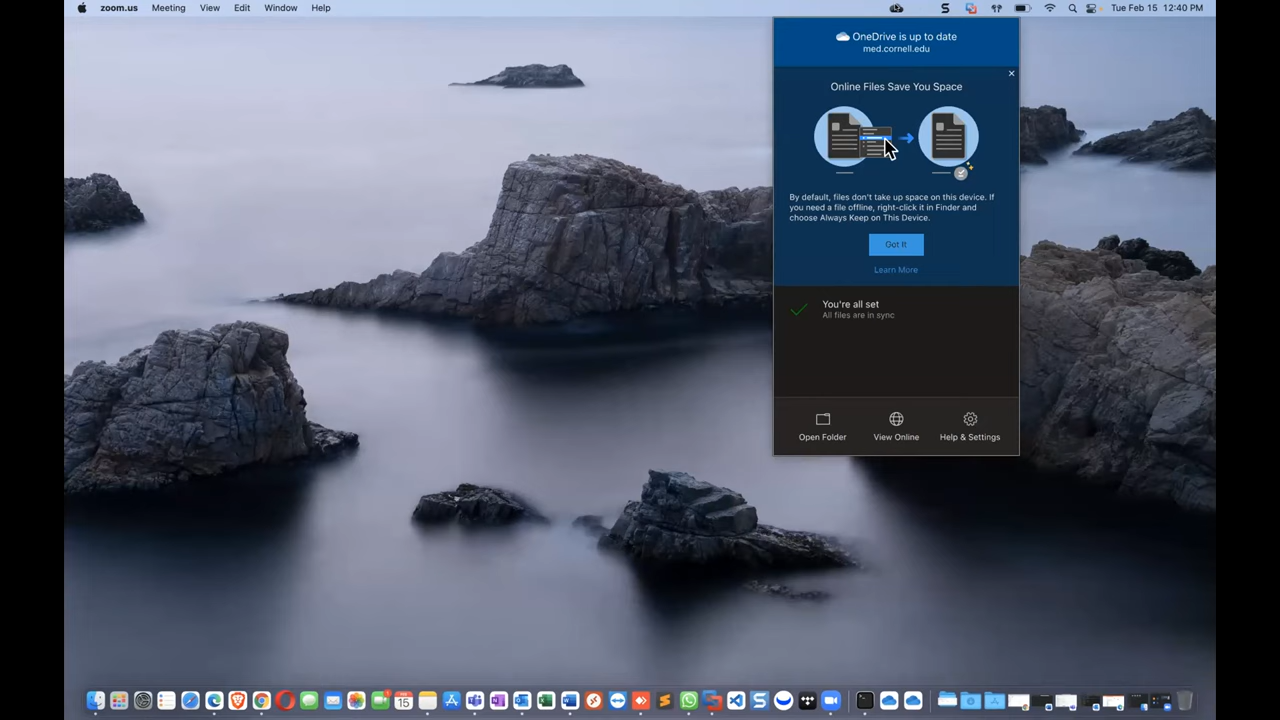 zoom.us Meeting View Edit Window Help Tue Feb 15 12:40 PM
OneDrive is up to date
med.cornell.edu
Online Files Save You Space
By default, files don't take up space on this device. If
you need a file offline, right-click it in Finder and
choose Always Keep on This Device.
Got It
Learn More
You're all set
All files are in sync
Open Folder View Online Help & Settings